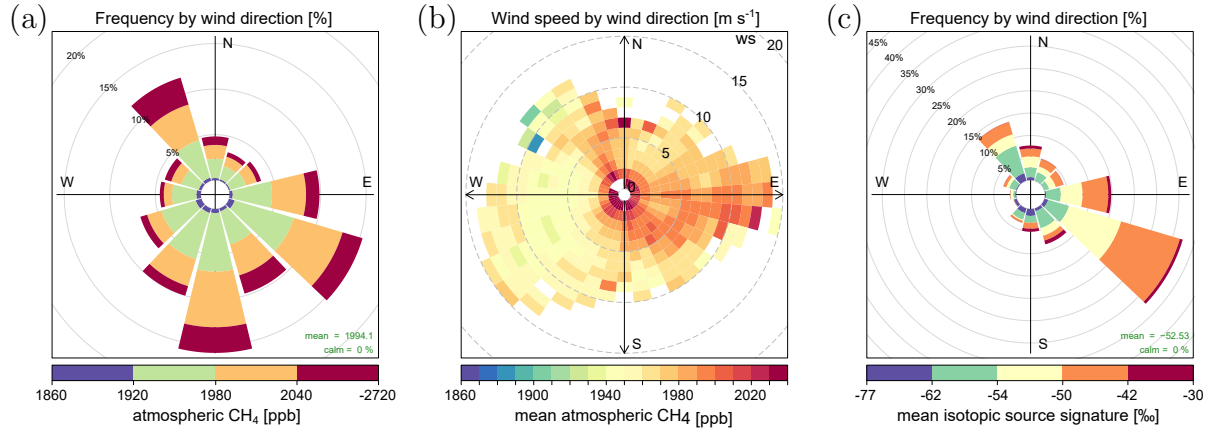 (a)
Frequency by wind direction [%]
20%
15%
10%
5%
N
W
E
mean = 1994.1
calm = 0 %
1860 1920 1980 2040 -2720
atmospheric CH₄ [ppb]
(b)
Wind speed by wind direction [m s⁻¹]
ws
20
15
10
5
0
N
W
E
S
1860 1900 1940 1980 2020
mean atmospheric CH4 [ppb]
(c)
Frequency by wind direction [%]
45%
40%
35%
30%
25%
20%
15%
10%
5%
N
W
E
S
mean = −52.53
calm = 0 %
-77 -62 -54 -50 -42 -30
mean isotopic source signature [‰]